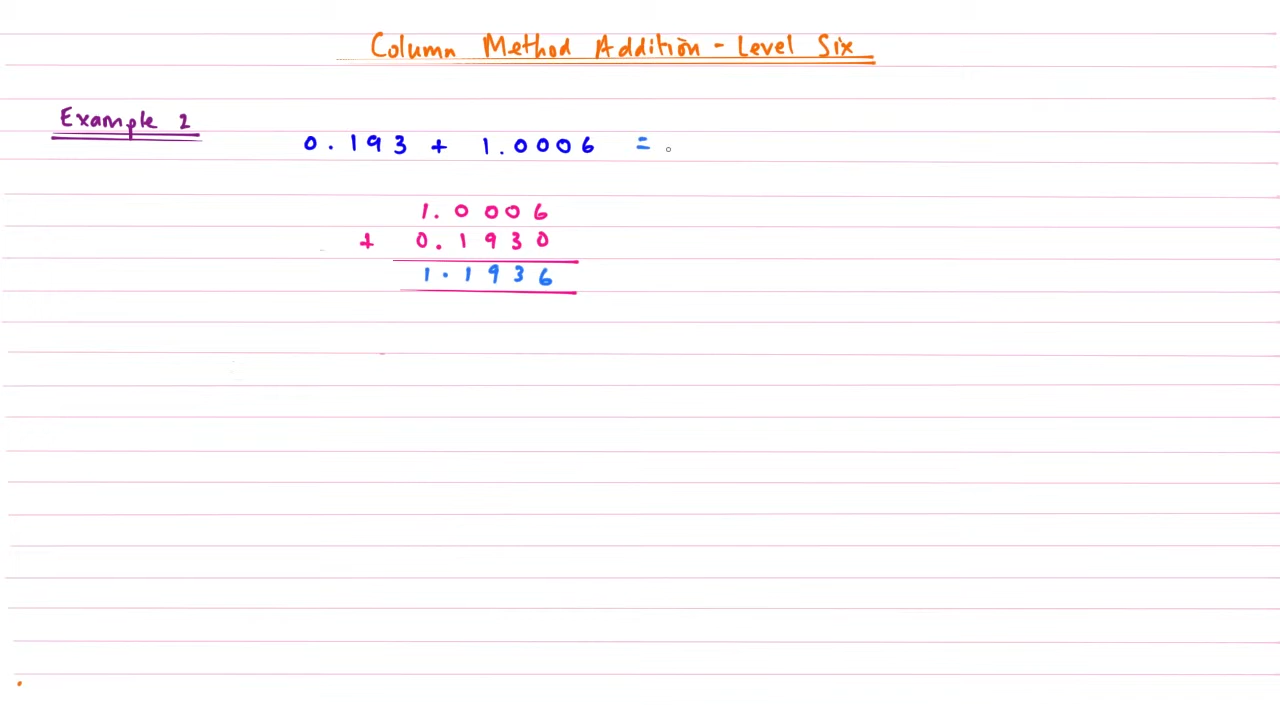 Column Method Addition - Level Six
Example 2
0.193 + 1.0006 =
1.0006
+ 0.1930
1.1936